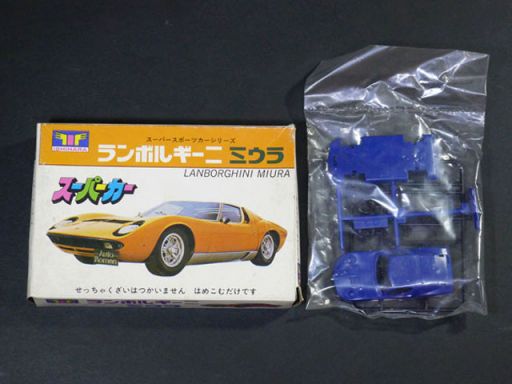 スーパースポーツカーシリーズ
ランボルギーニ ミウラ
LANBORGHINI MIURA
スーパーカー
Auto
Romen
せっちゃくざいはつかいません はめこむだけです